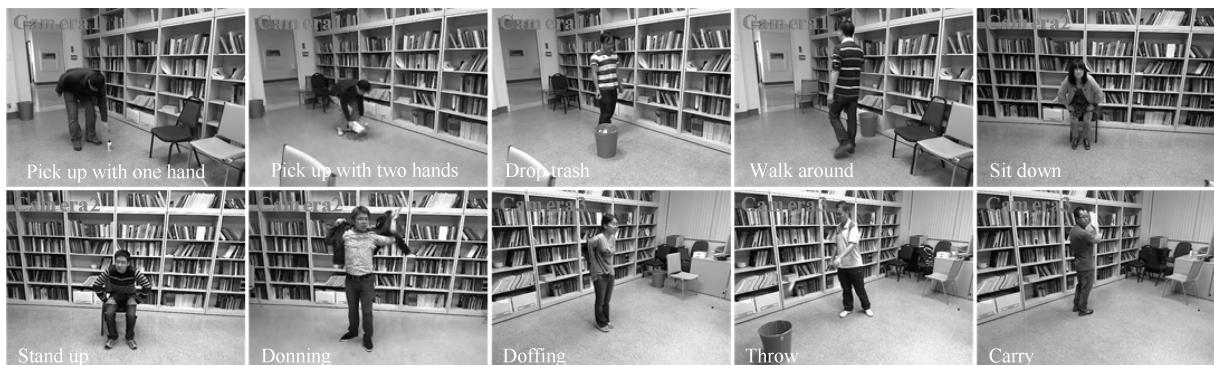 Camera1
Camera1
Camera1
Camera1
Camera2
Pick up with one hand
Pick up with two hands
Drop trash
Walk around
Sit down
Camera2
Camera2
Camera3
Camera3
Camera3
Stand up
Donning
Doffing
Throw
Carry